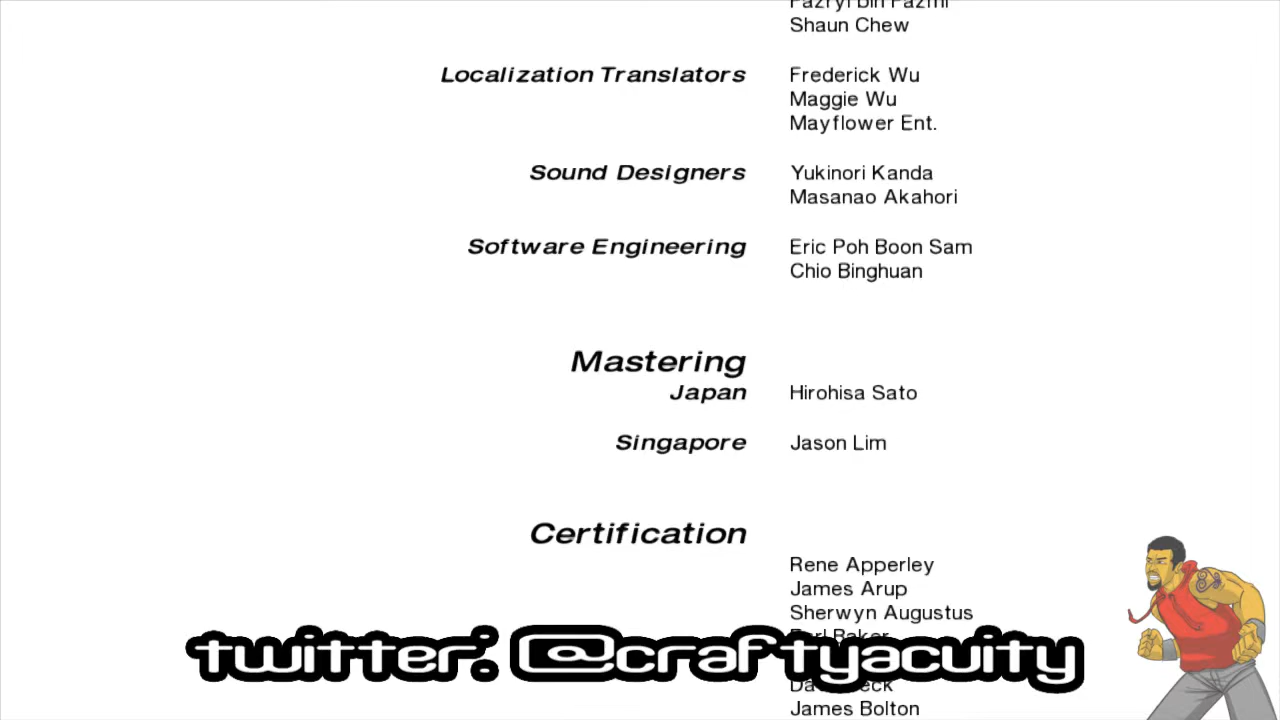 Shaun Chew
Localization Translators Frederick Wu
Maggie Wu
Mayflower Ent.
Sound Designers Yukinori Kanda
Masanao Akahori
Software Engineering Eric Poh Boon Sam
Chio Binghuan
Mastering
Japan Hirohisa Sato
Singapore Jason Lim
Certification
Rene Apperley
James Arup
Sherwyn Augustus
Baker
twitter: @craftyacuity
James Bolton